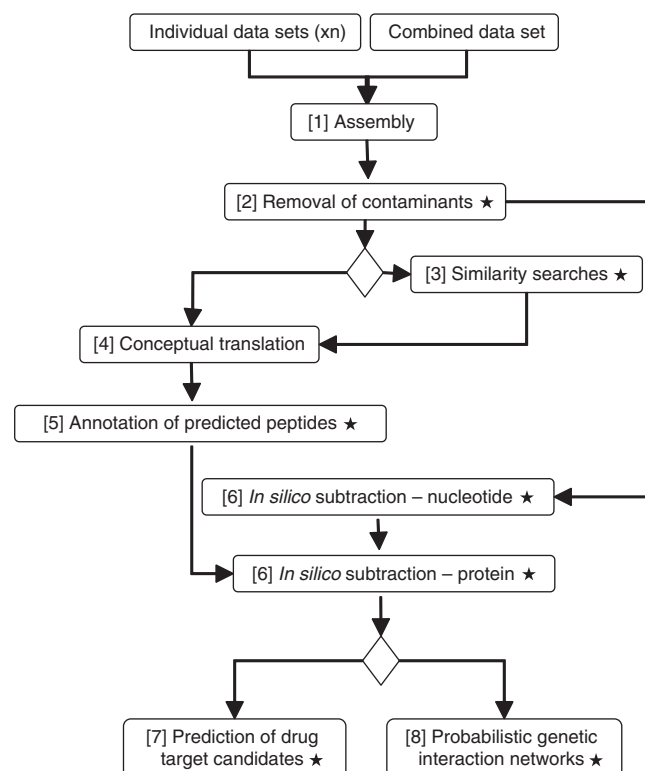 Individual data sets (xn)
Combined data set
[1] Assembly
[2] Removal of contaminants ★
[3] Similarity searches ★
[4] Conceptual translation
[5] Annotation of predicted peptides ★
[6] In silico subtraction – nucleotide ★
[6] In silico subtraction – protein ★
[7] Prediction of drug
target candidates ★
[8] Probabilistic genetic
interaction networks ★